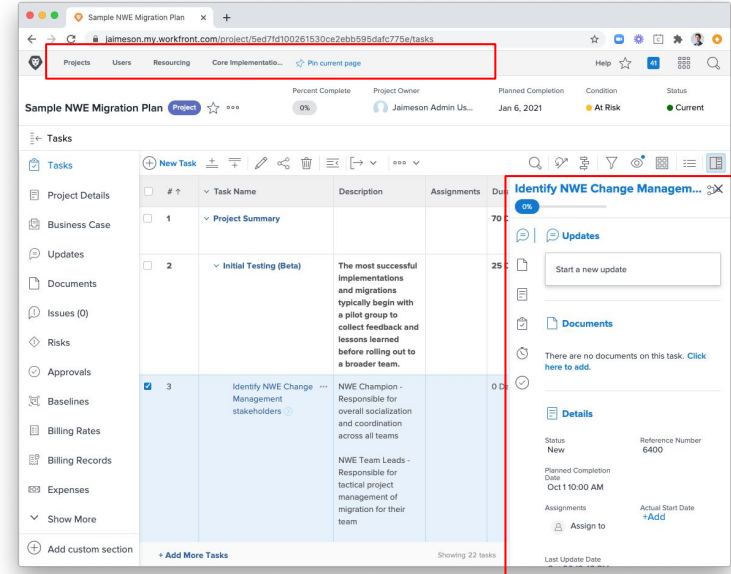 Sample NWE Migration Plan
jaimeson.my.workfront.com/project/5ed7fd100261530ce2ebb595dafc775e/tasks
Projects Users Resourcing Core Implementatio... Pin current page Help 41
Percent Complete Project Owner Planned Completion Condition Status
Sample NWE Migration Plan Project 0% Jaimeson Admin Us... Jan 6, 2021 At Risk Current
Tasks
Tasks
Project Details
Business Case
Updates
Documents
Issues (0)
Risks
Approvals
Baselines
Billing Rates
Billing Records
Expenses
Show More
Add custom section
New Task
# Task Name Description Assignments
1 Project Summary 70
2 Initial Testing (Beta) The most successful 25
implementations
and migrations
typically begin with
a pilot group to
collect feedback and
lessons learned
before rolling out to
a broader team.
3 Identify NWE Change ... NWE Champion - 0
Management Responsible for
stakeholders overall socialization
and coordination
across all teams
NWE Team Leads -
Responsible for
tactical project
management of
migration for their
team
+ Add More Tasks Showing 22 tasks
Identify NWE Change Managem...
0%
Updates
Start a new update
Documents
There are no documents on this task. Click
here to add.
Details
Status Reference Number
New 6400
Planned Completion
Date
Oct 1 10:00 AM
Assignments Actual Start Date
Assign to +Add
Last Update Date